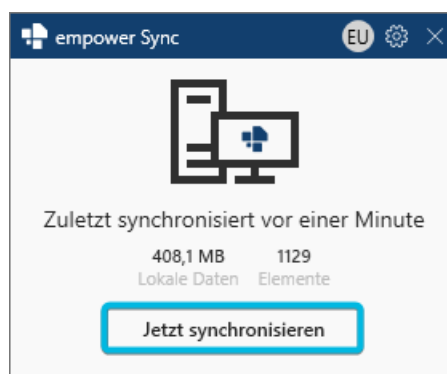 empower Sync EU
Zuletzt synchronisiert vor einer Minute
408,1 MB 1129
Lokale Daten Elemente
Jetzt synchronisieren